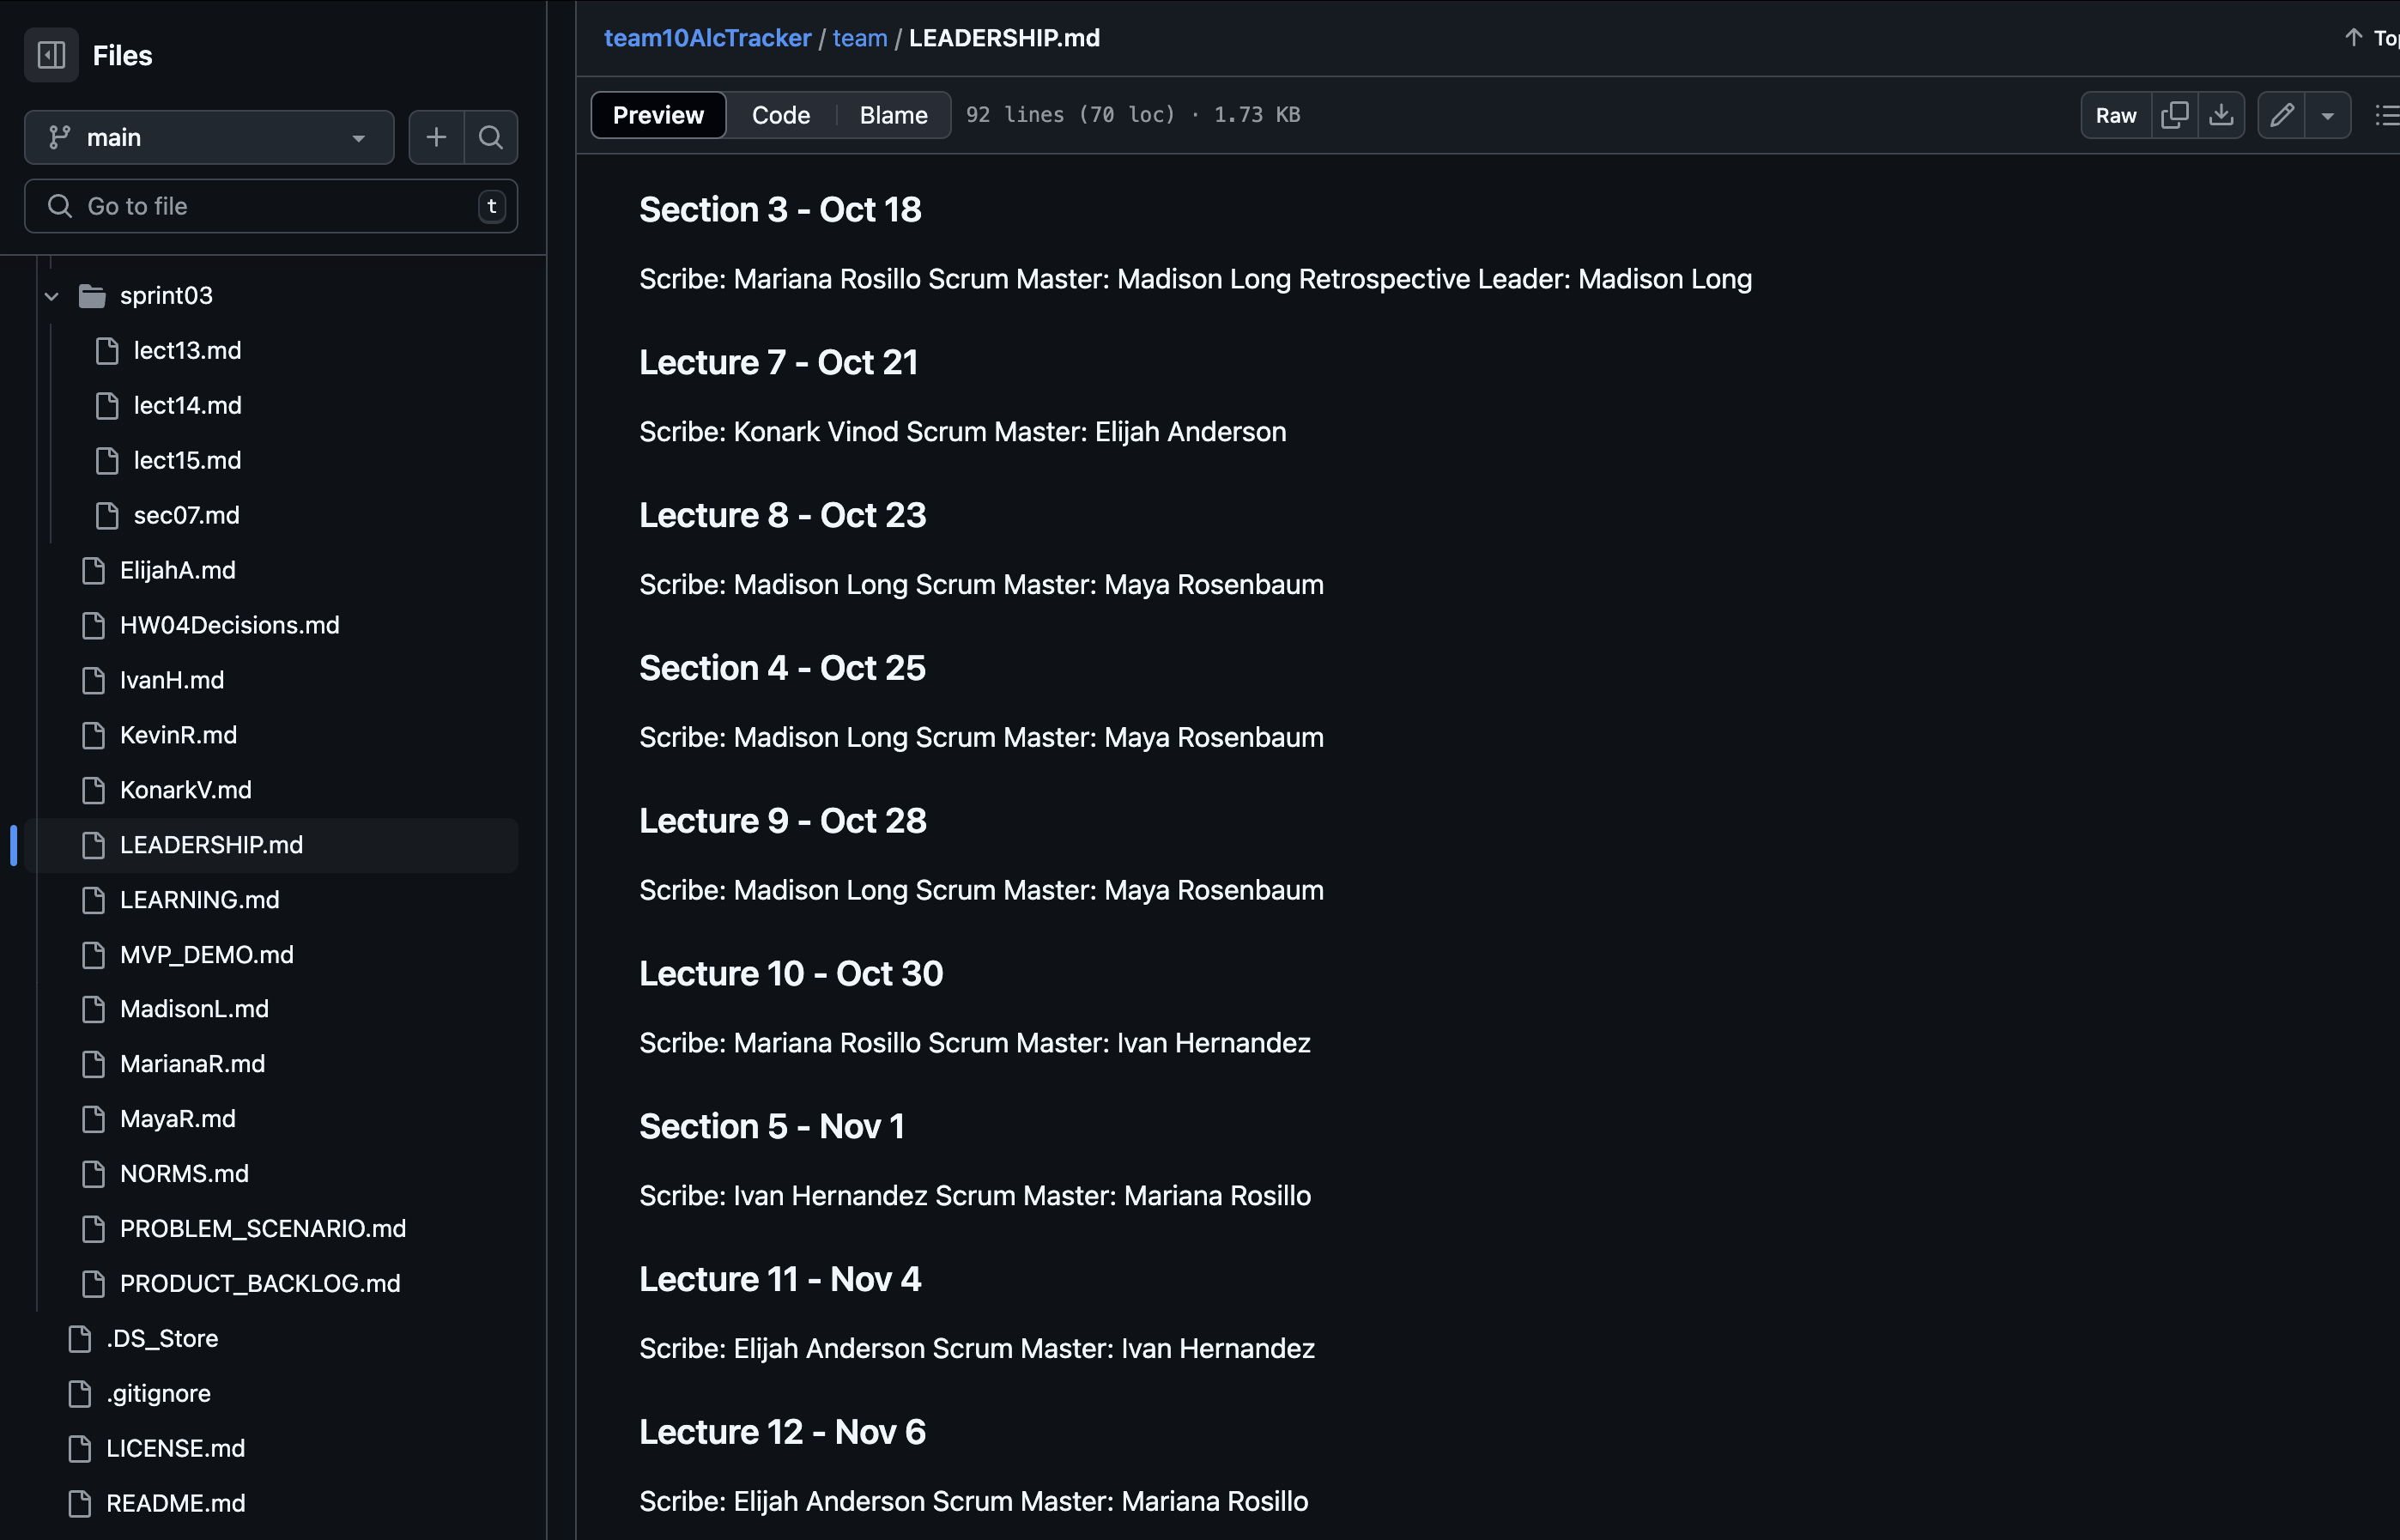 Files
main
Go to file
t
sprint03
lect13.md
lect14.md
lect15.md
sec07.md
ElijahA.md
HW04Decisions.md
IvanH.md
KevinR.md
KonarkV.md
LEADERSHIP.md
LEARNING.md
MVP_DEMO.md
MadisonL.md
MarianaR.md
MayaR.md
NORMS.md
PROBLEM_SCENARIO.md
PRODUCT_BACKLOG.md
.DS_Store
.gitignore
LICENSE.md
README.md
team10AlcTracker / team / LEADERSHIP.md
Preview Code Blame 92 lines (70 loc) · 1.73 KB Raw
Section 3 - Oct 18
Scribe: Mariana Rosillo Scrum Master: Madison Long Retrospective Leader: Madison Long
Lecture 7 - Oct 21
Scribe: Konark Vinod Scrum Master: Elijah Anderson
Lecture 8 - Oct 23
Scribe: Madison Long Scrum Master: Maya Rosenbaum
Section 4 - Oct 25
Scribe: Madison Long Scrum Master: Maya Rosenbaum
Lecture 9 - Oct 28
Scribe: Madison Long Scrum Master: Maya Rosenbaum
Lecture 10 - Oct 30
Scribe: Mariana Rosillo Scrum Master: Ivan Hernandez
Section 5 - Nov 1
Scribe: Ivan Hernandez Scrum Master: Mariana Rosillo
Lecture 11 - Nov 4
Scribe: Elijah Anderson Scrum Master: Ivan Hernandez
Lecture 12 - Nov 6
Scribe: Elijah Anderson Scrum Master: Mariana Rosillo